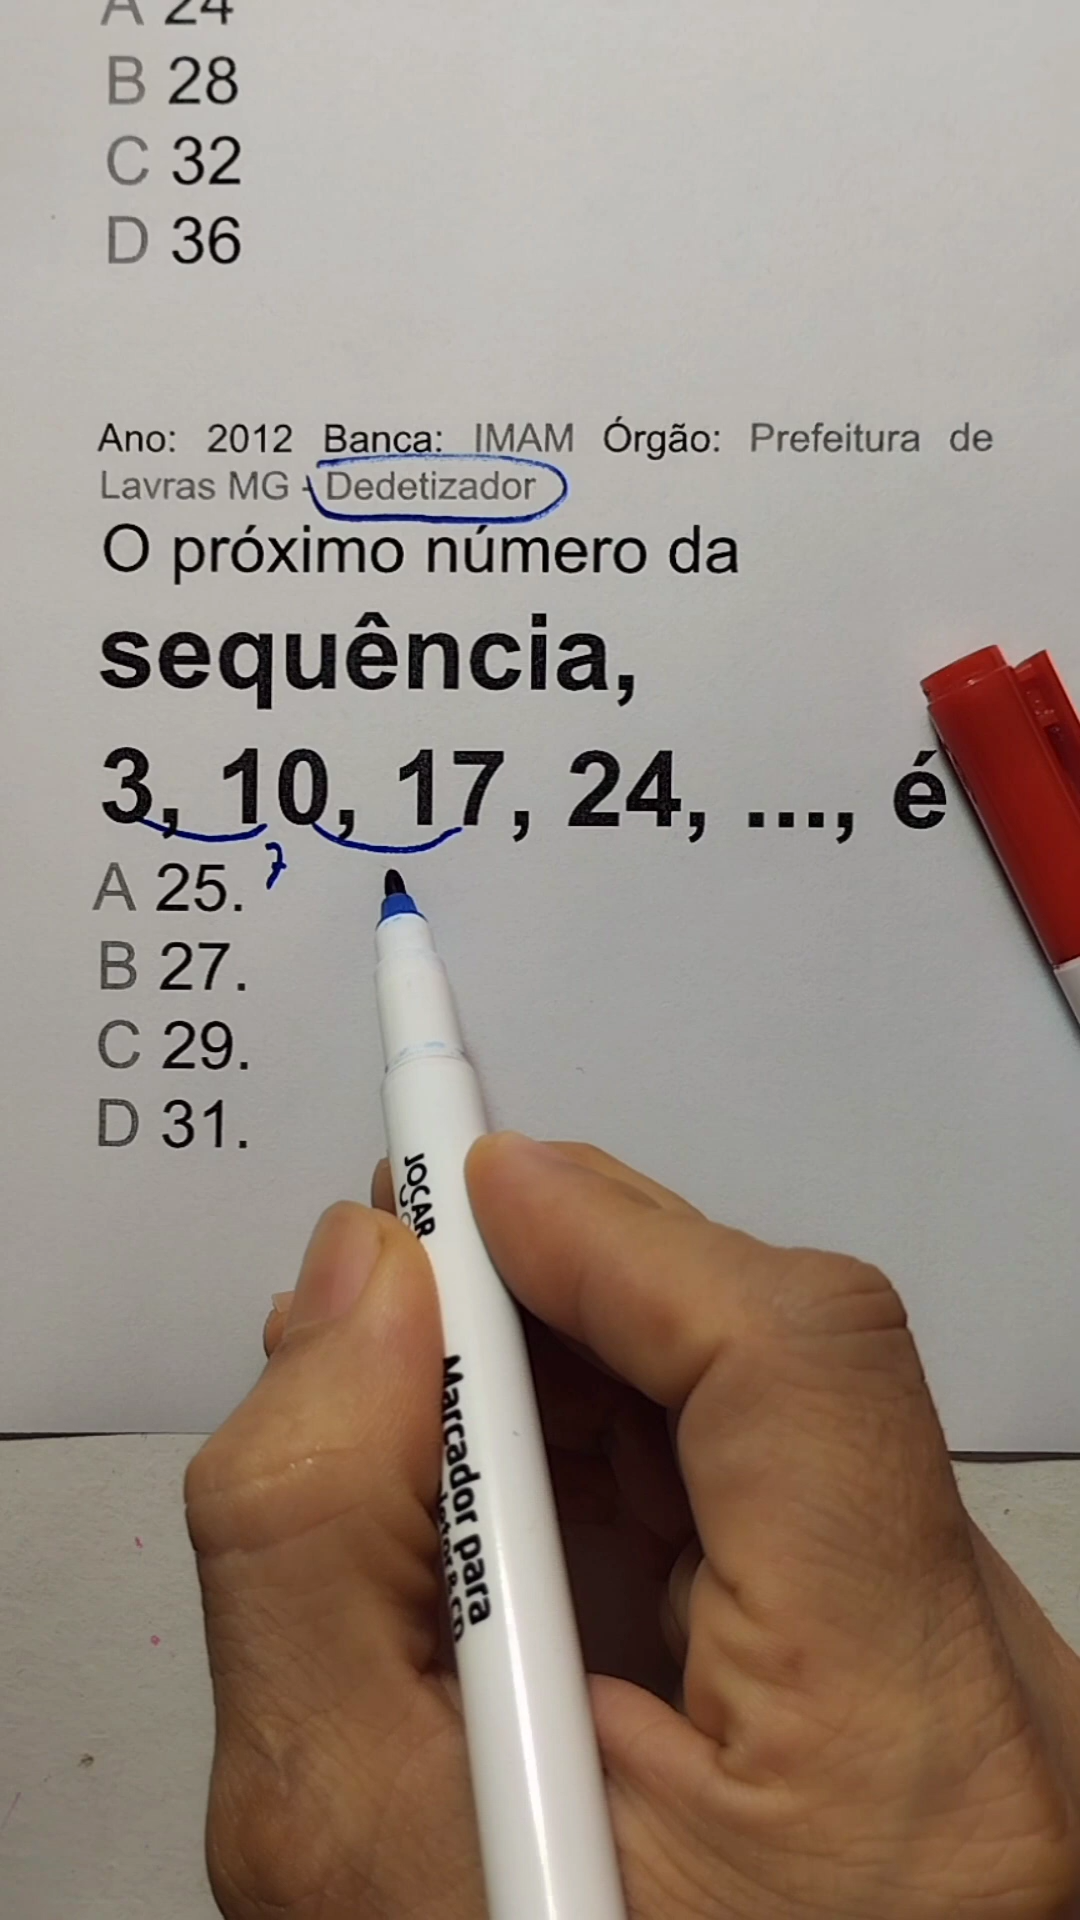 A 24
B 28
C 32
D 36
Ano: 2012 Banca: IMAM Órgão: Prefeitura de
Lavras MG - Dedetizador
O próximo número da
sequência,
3, 10, 17, 24, ..., é
7
A 25.
B 27.
C 29.
D 31.
JOCAR
Marcador para